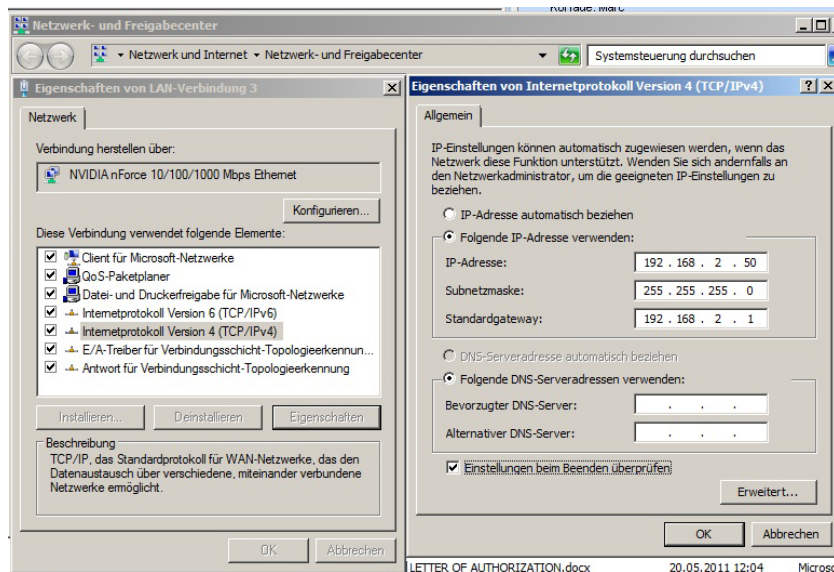 Netzwerk- und Freigabecenter
Netzwerk und Internet
Netzwerk- und Freigabecenter
Systemsteuerung durchsuchen
Eigenschaften von LAN-Verbindung 3
Netzwerk
Verbindung herstellen über:
NVIDIA nForce 10/100/1000 Mbps Ethernet
Konfigurieren...
Diese Verbindung verwendet folgende Elemente:
Client für Microsoft-Netzwerke
QoS-Paketplaner
Datei- und Druckerfreigabe für Microsoft-Netzwerke
Internetprotokoll Version 6 (TCP/IPv6)
Internetprotokoll Version 4 (TCP/IPv4)
E/A-Treiber für Verbindungsschicht-Topologieerkennun...
Antwort für Verbindungsschicht-Topologieerkennung
Installieren...
Deinstallieren
Eigenschaften
Beschreibung
TCP/IP, das Standardprotokoll für WAN-Netzwerke, das den
Datenaustausch über verschiedene, miteinander verbundene
Netzwerke ermöglicht.
OK
Abbrechen
Eigenschaften von Internetprotokoll Version 4 (TCP/IPv4)
Allgemein
IP-Einstellungen können automatisch zugewiesen werden, wenn das
Netzwerk diese Funktion unterstützt. Wenden Sie sich andernfalls an
den Netzwerkadministrator, um die geeigneten IP-Einstellungen zu
beziehen.
IP-Adresse automatisch beziehen
Folgende IP-Adresse verwenden:
IP-Adresse: 192 . 168 . 2 . 50
Subnetzmaske: 255 . 255 . 255 . 0
Standardgateway: 192 . 168 . 2 . 1
DNS-Serveradresse automatisch beziehen
Folgende DNS-Serveradressen verwenden:
Bevorzugter DNS-Server: . . .
Alternativer DNS-Server: . . .
Einstellungen beim Beenden überprüfen
Erweitert...
OK
Abbrechen
LETTER OF AUTHORIZATION.docx 20.05.2011 12:04